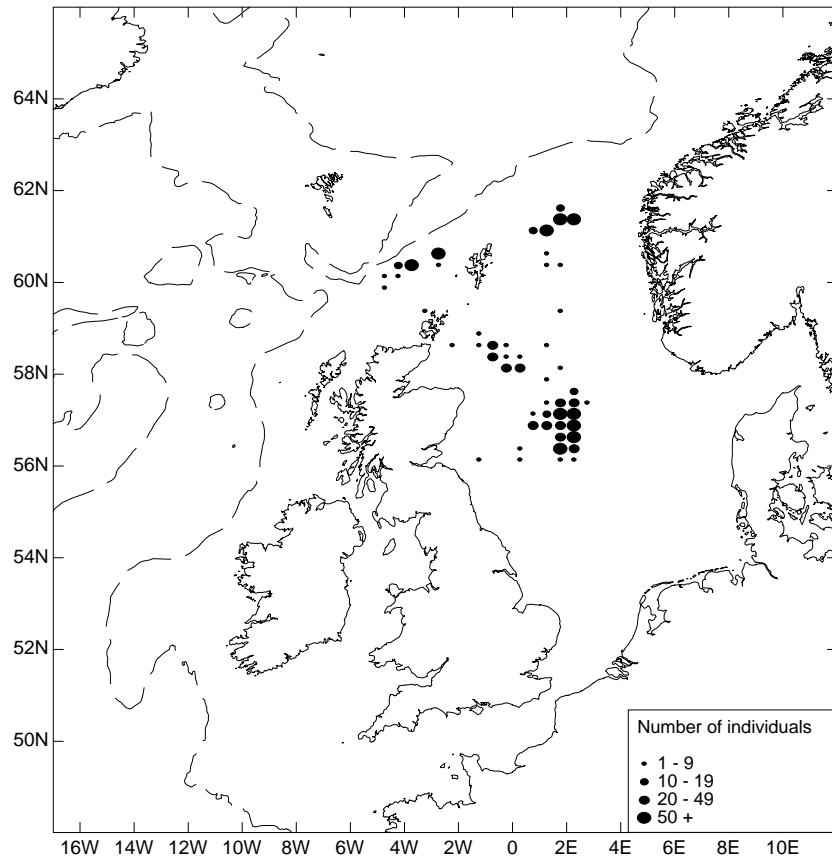 64N
62N
60N
58N
56N
54N
52N
50N
Number of individuals
1 - 9
10 - 19
20 - 49
50 +
16W 14W 12W 10W 8W 6W 4W 2W 0 2E 4E 6E 8E 10E